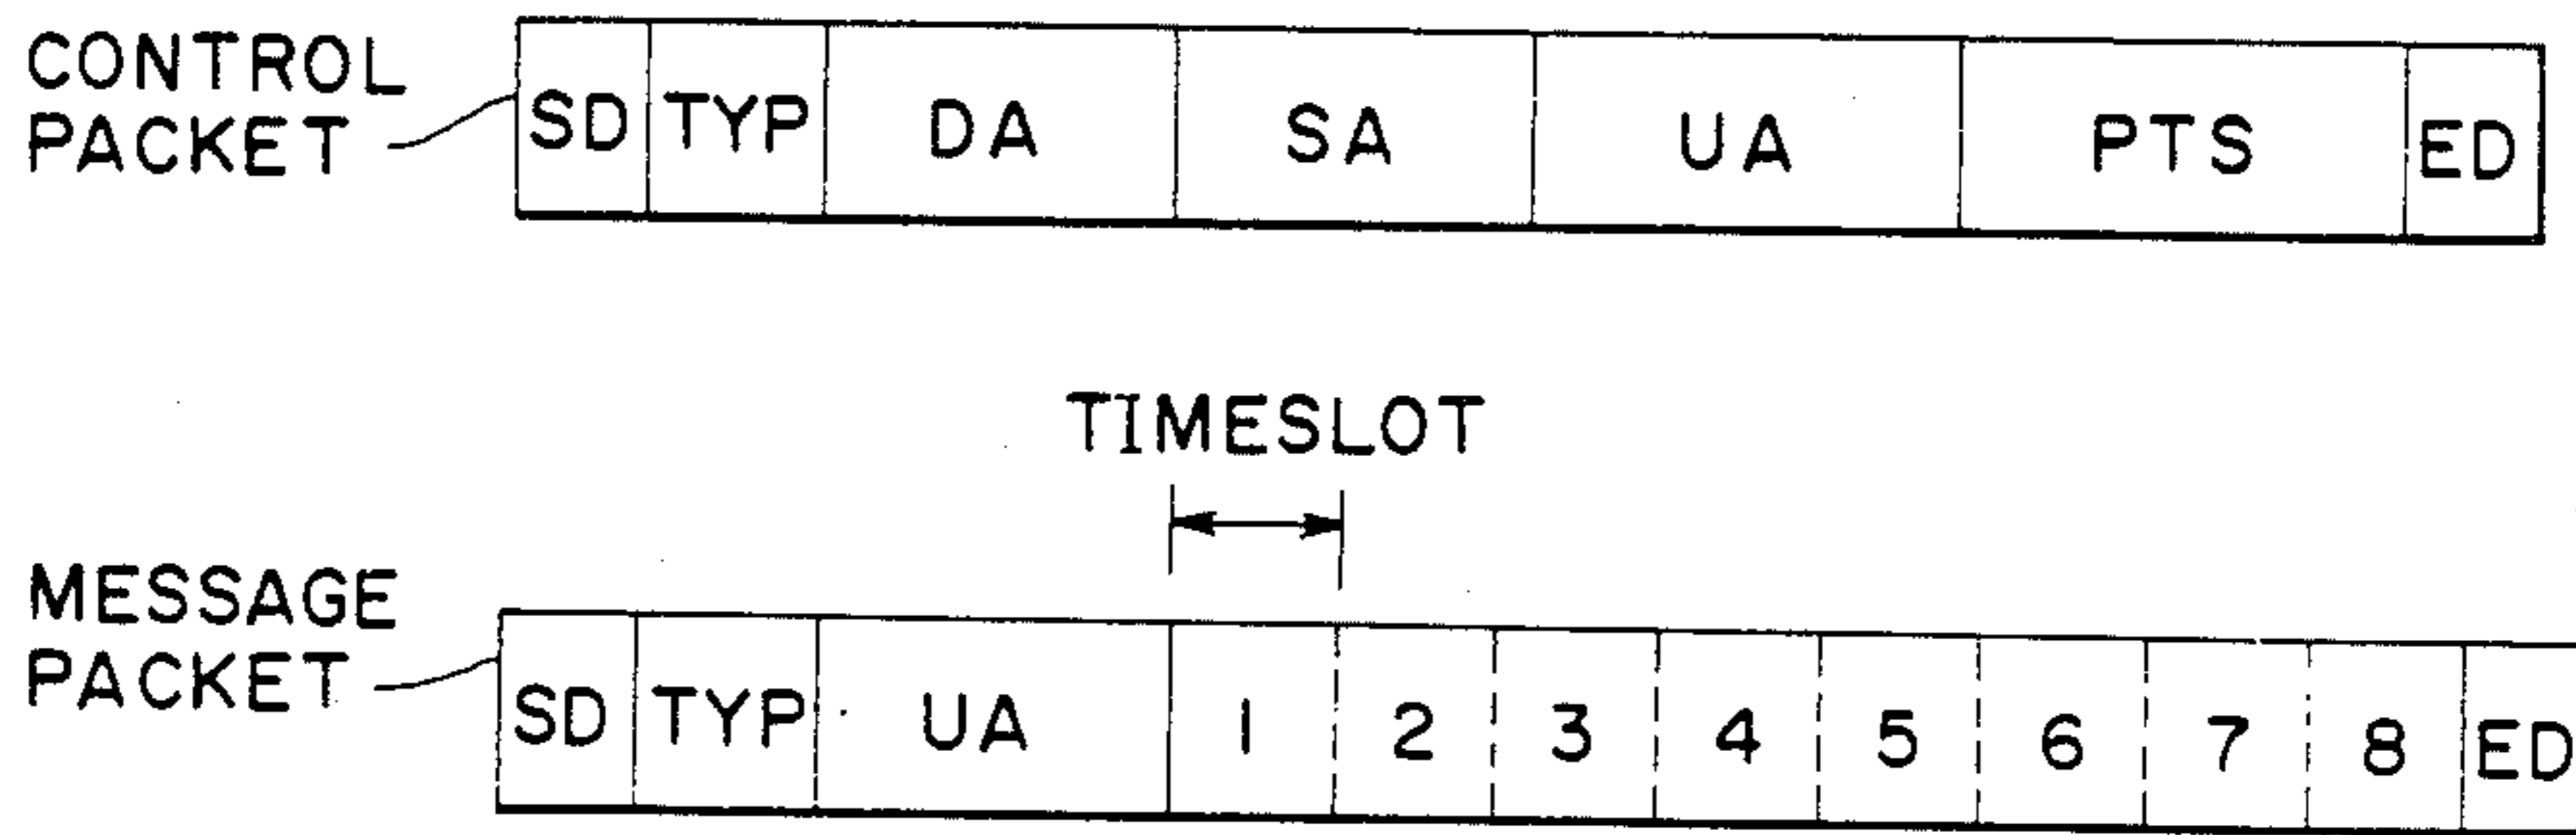 CONTROL
PACKET
SD TYP DA SA UA PTS ED
TIMESLOT
MESSAGE
PACKET
SD TYP UA 1 2 3 4 5 6 7 8 ED